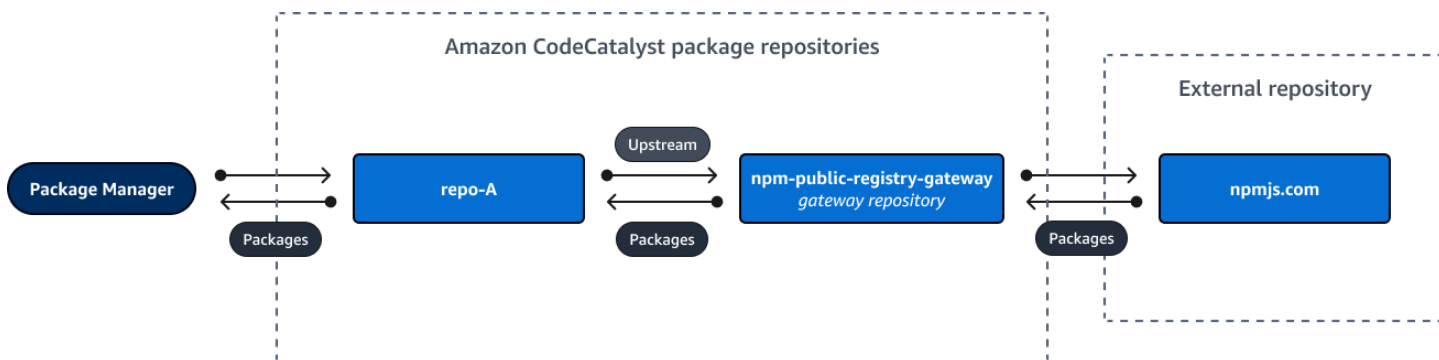 Amazon CodeCatalyst package repositories
External repository
Upstream
Package Manager
repo-A
npm-public-registry-gateway
gateway repository
npmjs.com
Packages
Packages
Packages